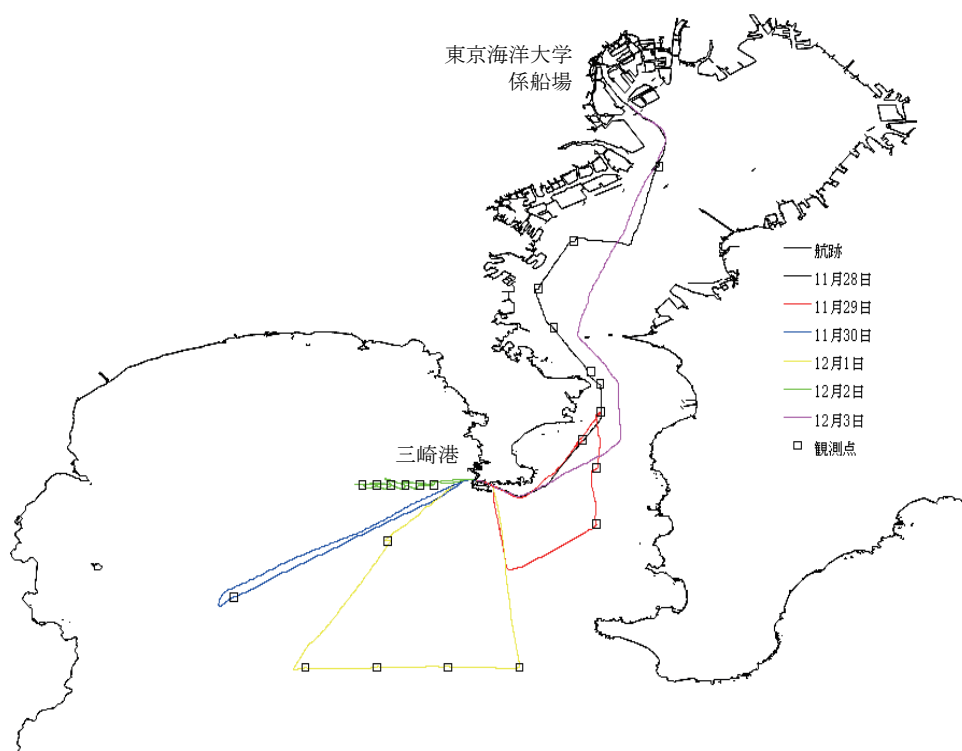 東京海洋大学
係船場
航跡
11月28日
11月29日
11月30日
12月1日
12月2日
12月3日
観測点
三崎港